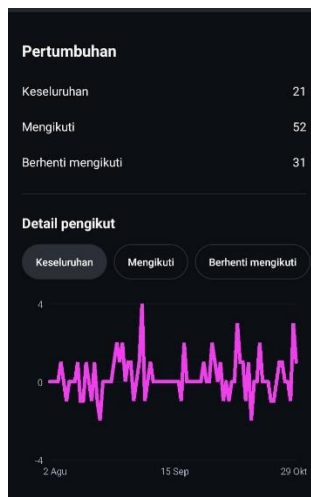 Pertumbuhan
Keseluruhan 21
Mengikuti 52
Berhenti mengikuti 31
Detail pengikut
Keseluruhan Mengikuti Berhenti mengikuti
4
0
-4
2 Agu 15 Sep 29 Okt